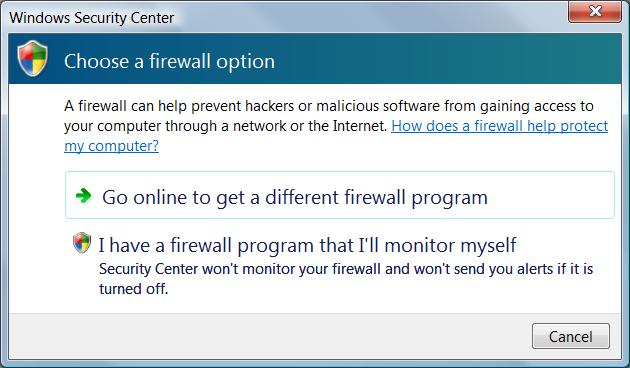 Windows Security Center
Choose a firewall option
A firewall can help prevent hackers or malicious software from gaining access to
your computer through a network or the Internet. How does a firewall help protect
my computer?
Go online to get a different firewall program
I have a firewall program that I'll monitor myself
Security Center won't monitor your firewall and won't send you alerts if it is
turned off.
Cancel